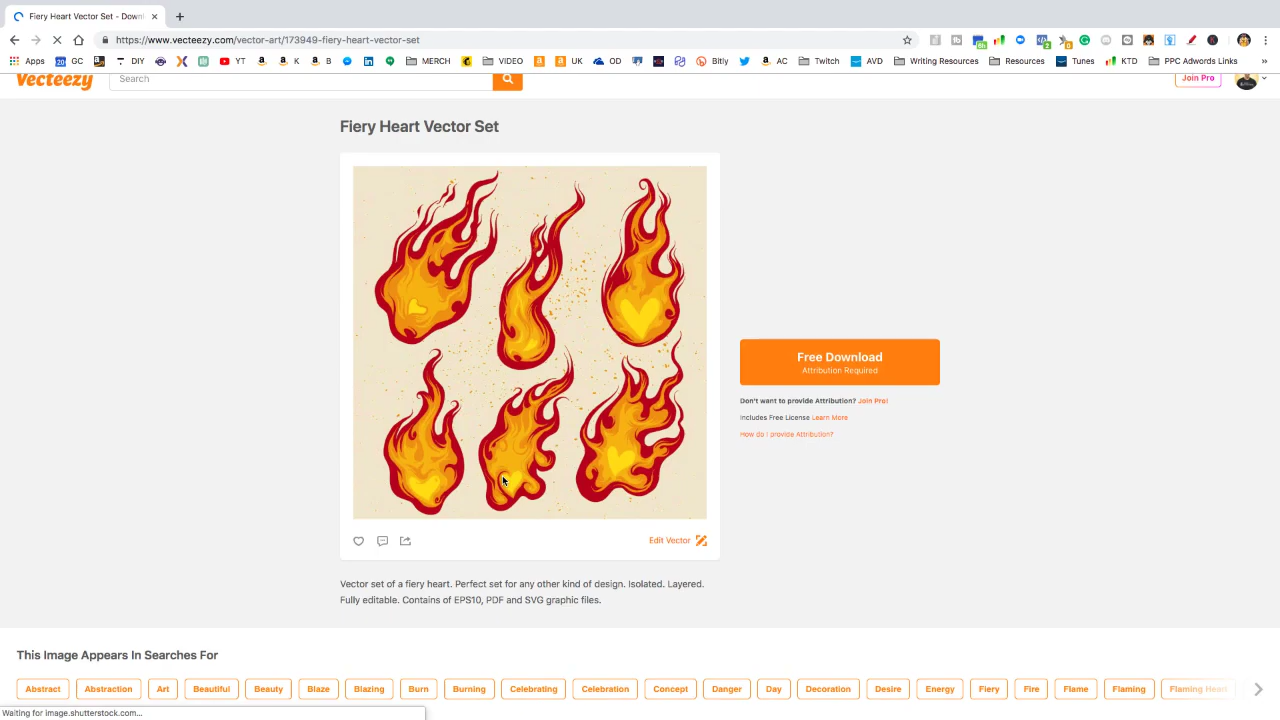 Fiery Heart Vector Set - Downl
https://www.vecteezy.com/vector-art/173949-fiery-heart-vector-set
Apps GC DIY YT K B MERCH VIDEO UK OD Bitly AC Twitch AVD Writing Resources Resources Tunes KTD PPC Adwords Links »
Vecteezy Search Join Pro
Fiery Heart Vector Set
Free Download
Attribution Required
Don't want to provide Attribution? Join Pro!
Includes Free License Learn More
How do I provide Attribution?
Edit Vector
Vector set of a fiery heart. Perfect set for any other kind of design. Isolated. Layered.
Fully editable. Contains of EPS10, PDF and SVG graphic files.
This Image Appears In Searches For
Abstract Abstraction Art Beautiful Beauty Blaze Blazing Burn Burning Celebrating Celebration Concept Danger Day Decoration Desire Energy Fiery Fire Flame Flaming Flaming Heart
Waiting for image.shutterstock.com...